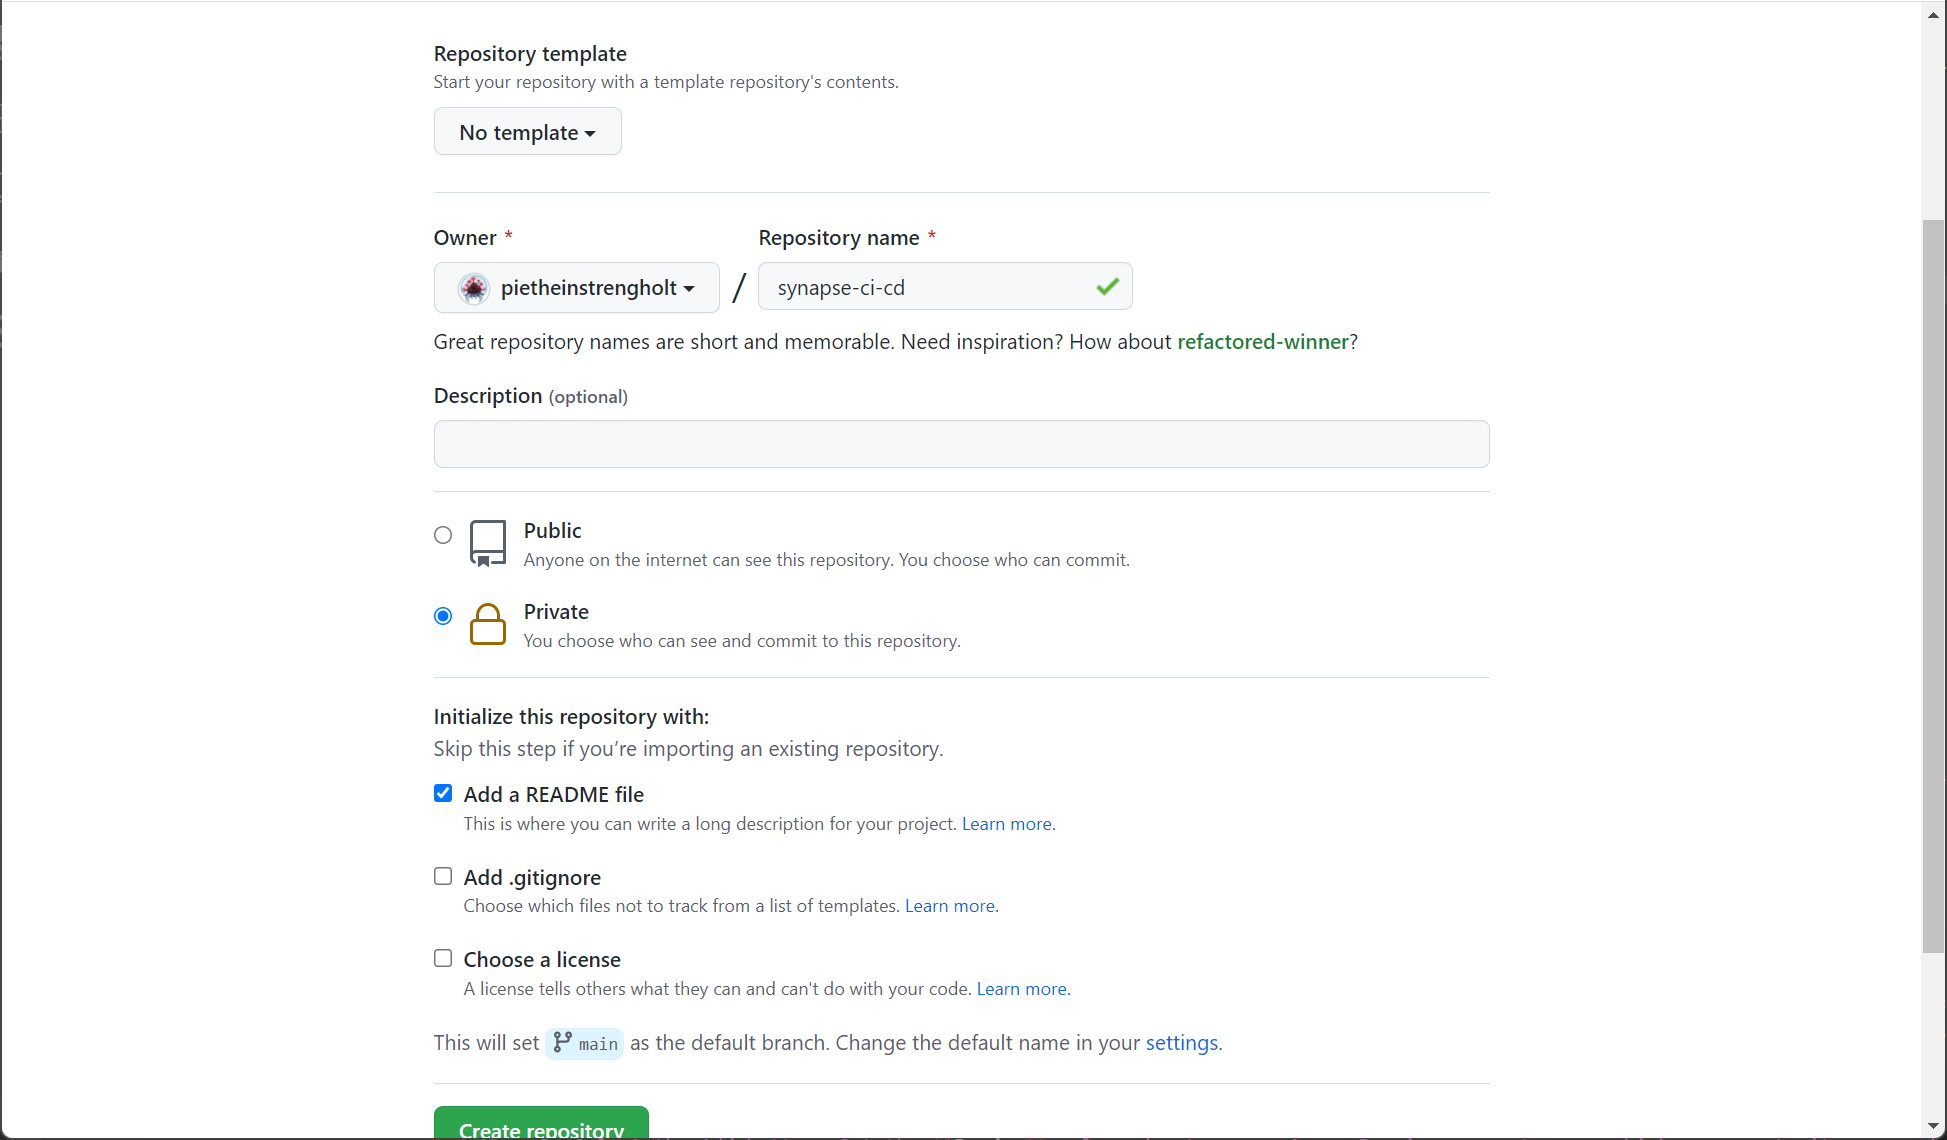 Repository template
Start your repository with a template repository's contents.
No template
Owner *
Repository name *
pietheinstrengholt / synapse-ci-cd
Great repository names are short and memorable. Need inspiration? How about refactored-winner?
Description (optional)
Public
Anyone on the internet can see this repository. You choose who can commit.
Private
You choose who can see and commit to this repository.
Initialize this repository with:
Skip this step if you’re importing an existing repository.
Add a README file
This is where you can write a long description for your project. Learn more.
Add .gitignore
Choose which files not to track from a list of templates. Learn more.
Choose a license
A license tells others what they can and can't do with your code. Learn more.
This will set main as the default branch. Change the default name in your settings.
Create repository